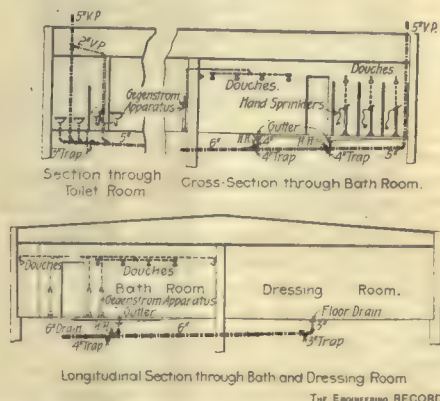 5"V.P.
5"V.P.
2"V.P.
Gegenstrom
Apparatus
Douches.
Douches
Hand Sprinklers
Gutter
3"Trap
5"
6"
H.H.
H.H.
4"Trap
4"Trap
4"Trap
5"
Section through
Toilet Room
Cross-Section through Bath Room.
Douches
Douches
Bath Room
Gegenstrom Apparatus
Gutter
Dressing Room.
Floor Drain
6"Drain
H.H.
6"
3"
4"Trap
3"Trap
Longitudinal Section through Bath and Dressing Room
THE ENGINEERING RECORD